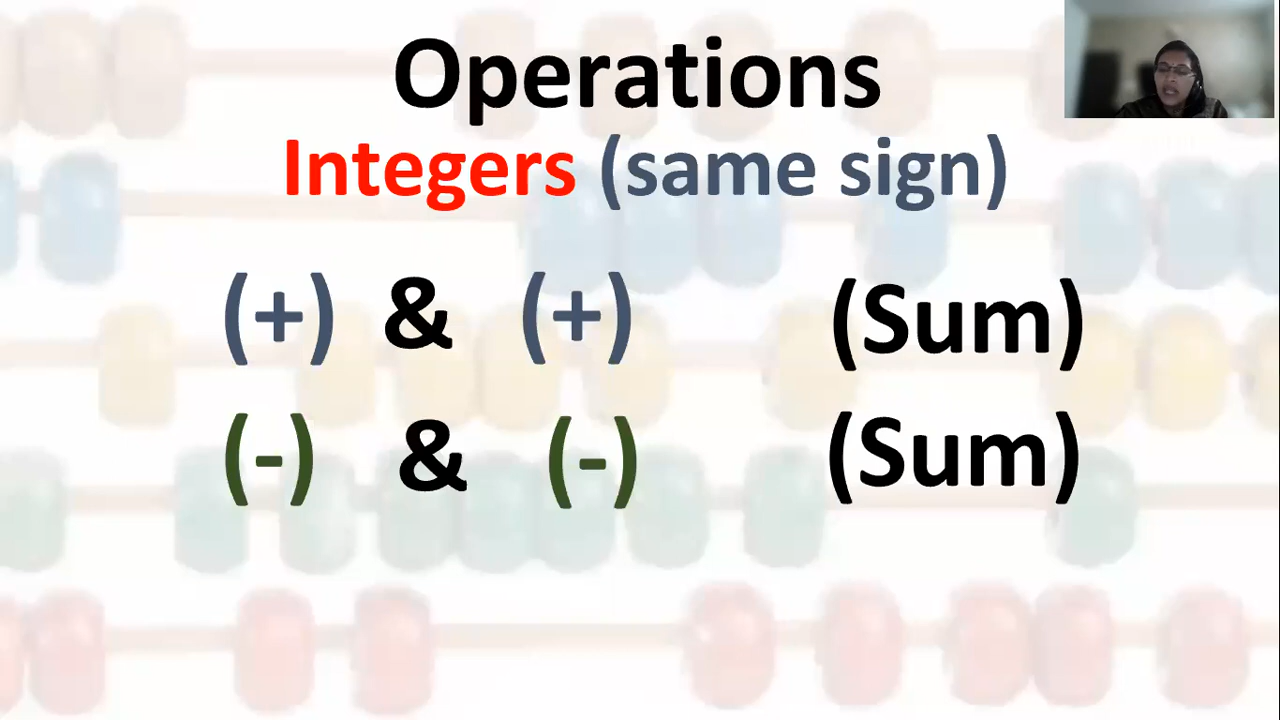 Operations
Integers (same sign)
(+) & (+) (Sum)
(-) & (-) (Sum)